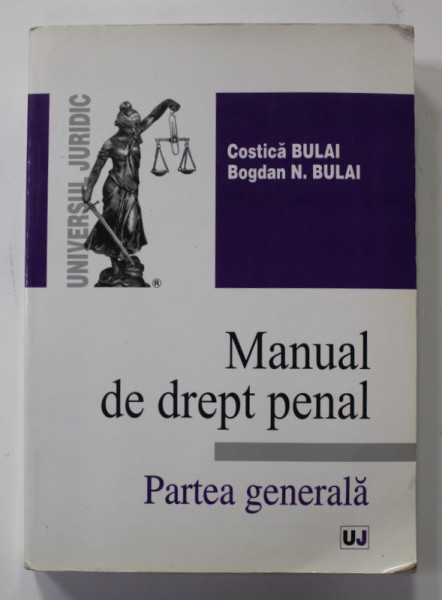 UNIVERSUL JURIDIC
®
Costică BULAI
Bogdan N. BULAI
Manual
de drept penal
Partea generală
UJ